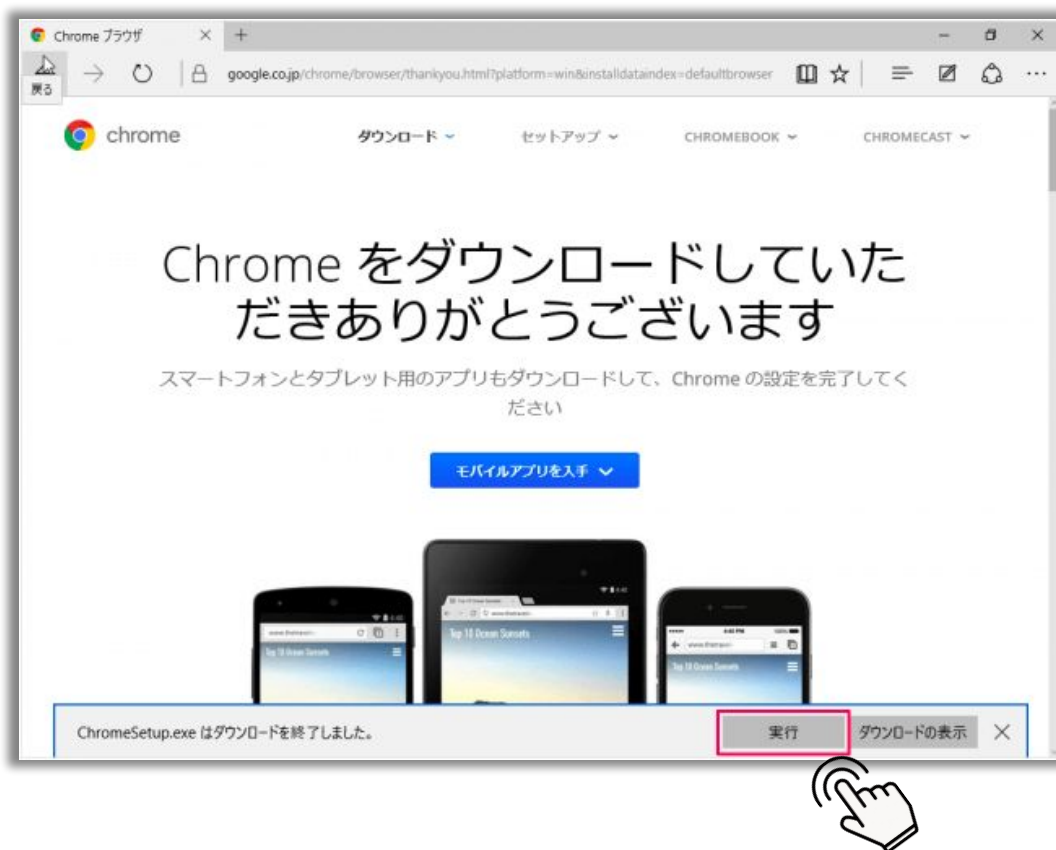 Chrome ブラウザ
戻る
google.co.jp/chrome/browser/thankyou.html?platform=win&installdataindex=defaultbrowser
chrome
ダウンロード
セットアップ
CHROMEBOOK
CHROMECAST
Chrome をダウンロードしていた
だきありがとうございます
スマートフォンとタブレット用のアプリもダウンロードして、Chrome の設定を完了してく
ださい
モバイルアプリを入手
Top 10 Ocean Sunsets
Top 10 Ocean Sunsets
Top 10 Ocean Sunsets
ChromeSetup.exe はダウンロードを終了しました。
実行
ダウンロードの表示